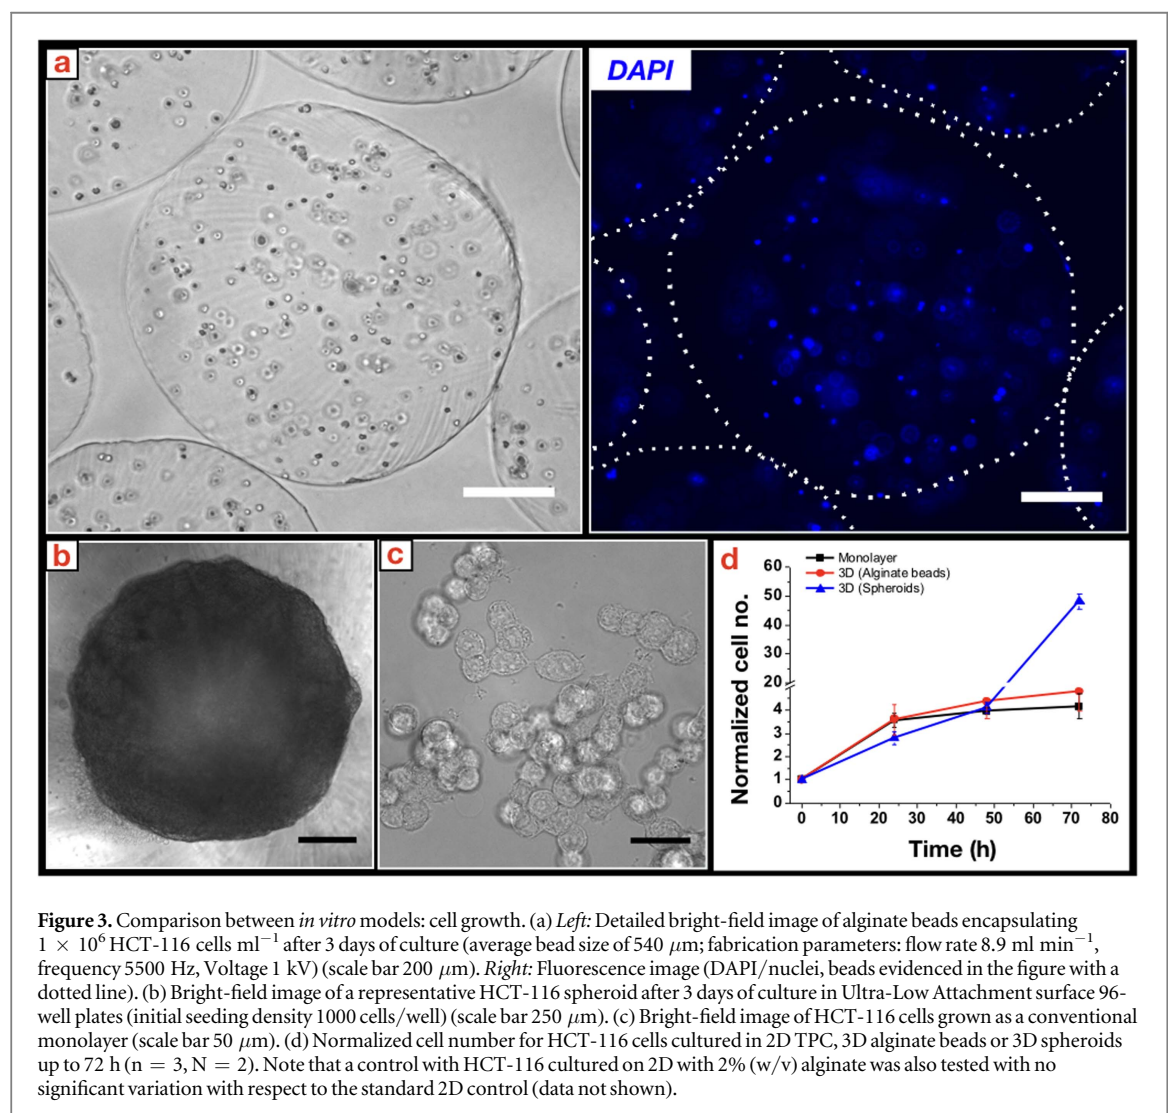 a
DAPI
b
c
d
Monolayer
3D (Alginate beads)
3D (Spheroids)
60
50
40
30
20
4
3
2
1
0
Normalized cell no.
0 10 20 30 40 50 60 70 80
Time (h)
Figure 3. Comparison between in vitro models: cell growth. (a) Left: Detailed bright-field image of alginate beads encapsulating
1 × 10⁶ HCT-116 cells ml⁻¹ after 3 days of culture (average bead size of 540 μm; fabrication parameters: flow rate 8.9 ml min⁻¹,
frequency 5500 Hz, Voltage 1 kV) (scale bar 200 μm). Right: Fluorescence image (DAPI/nuclei, beads evidenced in the figure with a
dotted line). (b) Bright-field image of a representative HCT-116 spheroid after 3 days of culture in Ultra-Low Attachment surface 96-
well plates (initial seeding density 1000 cells/well) (scale bar 250 μm). (c) Bright-field image of HCT-116 cells grown as a conventional
monolayer (scale bar 50 μm). (d) Normalized cell number for HCT-116 cells cultured in 2D TPC, 3D alginate beads or 3D spheroids
up to 72 h (n = 3, N = 2). Note that a control with HCT-116 cultured on 2D with 2% (w/v) alginate was also tested with no
significant variation with respect to the standard 2D control (data not shown).